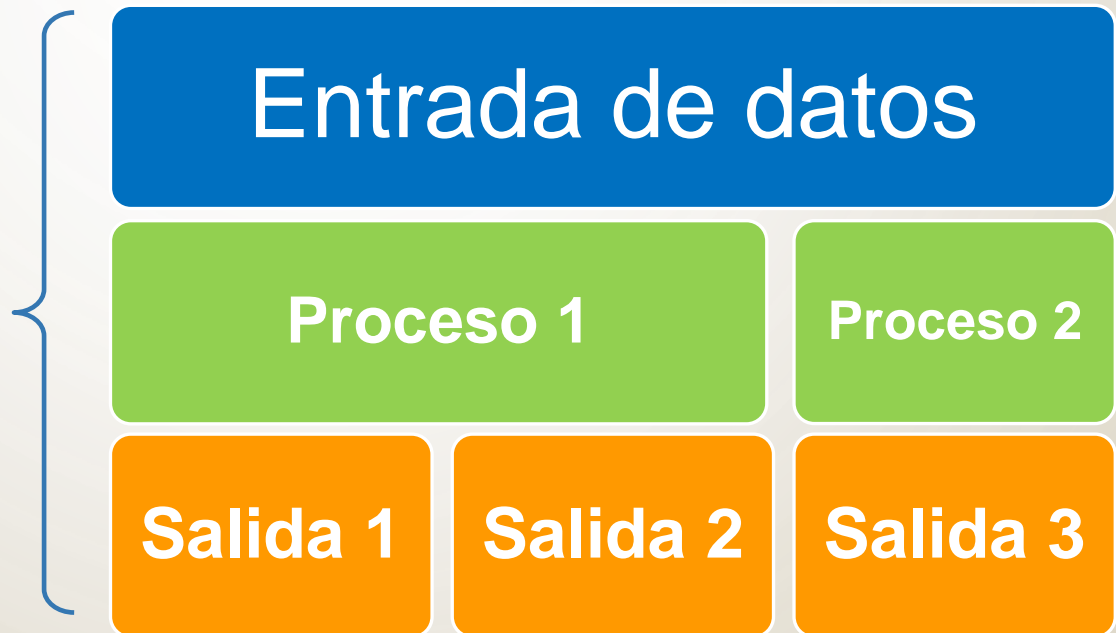 Entrada de datos
Proceso 1
Proceso 2
Salida 1
Salida 2
Salida 3